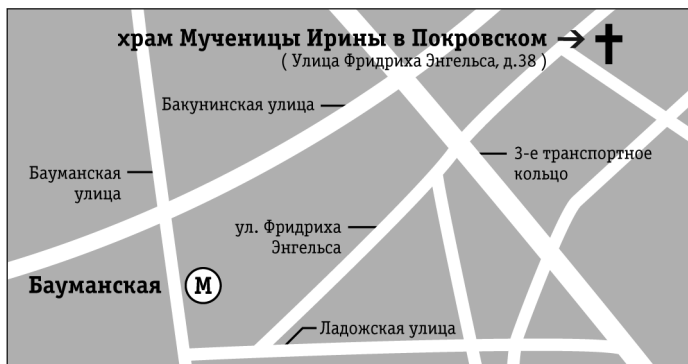 храм Мученицы Ирины в Покровском
( Улица Фридриха Энгельса, д.38 )
Бакунинская улица
3-е транспортное
кольцо
Бауманская
улица
ул. Фридриха
Энгельса
Бауманская М
Ладожская улица